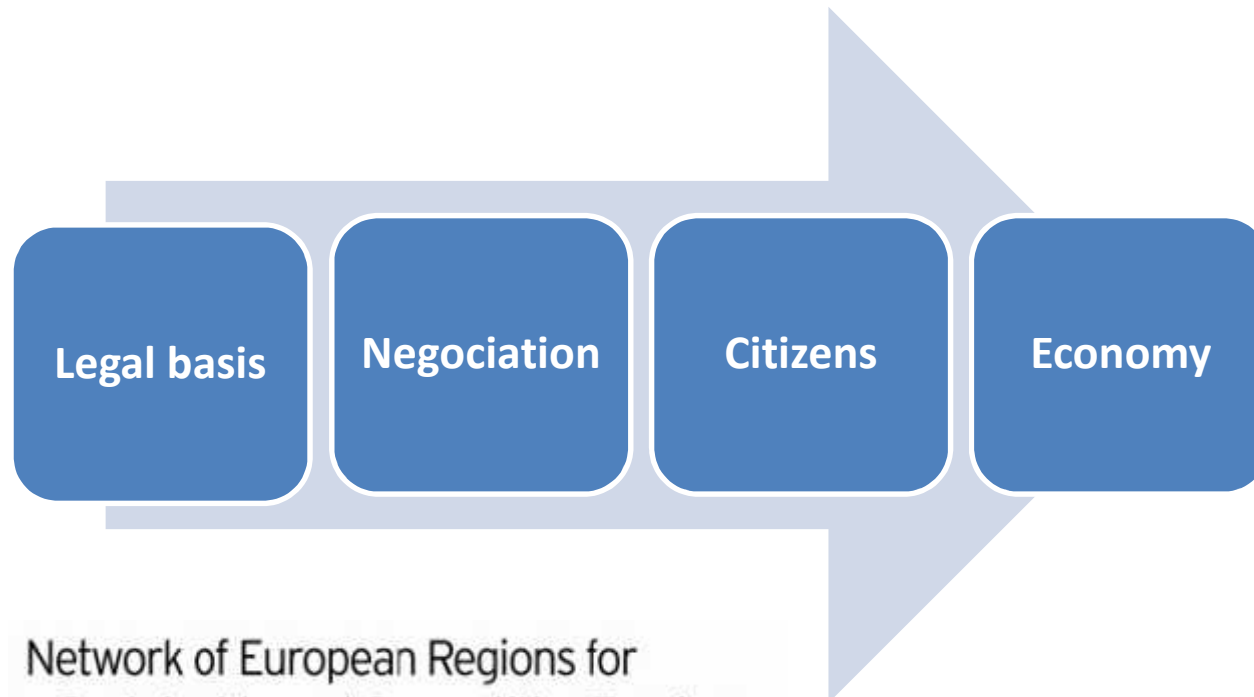 Legal basis
Negociation
Citizens
Economy
Network of European Regions for